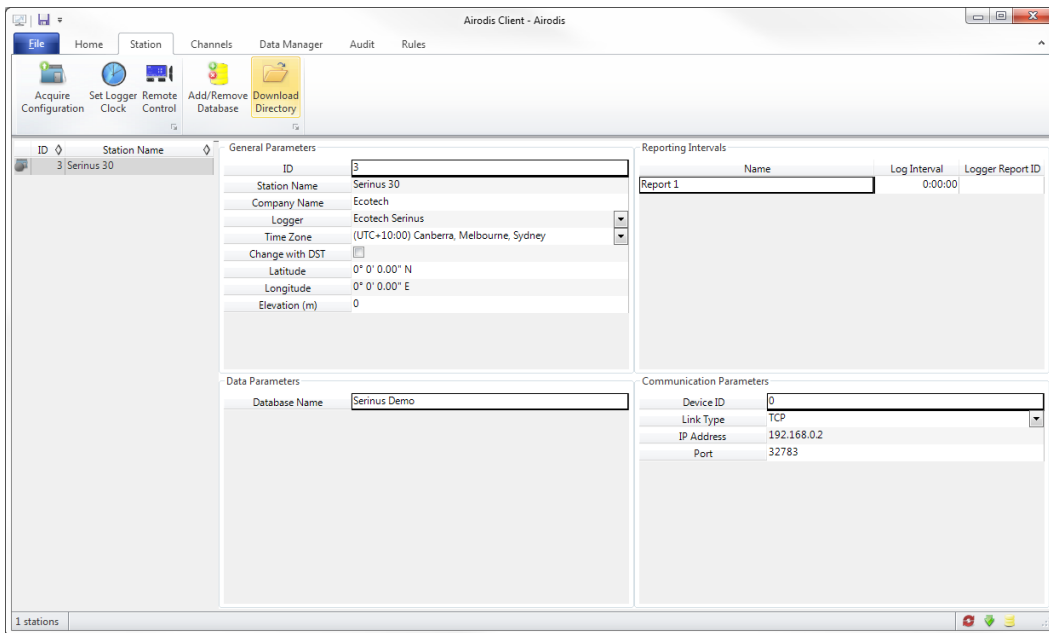 Airodis Client - Airodis
File Home Station Channels Data Manager Audit Rules
Acquire Configuration
Set Logger Clock
Remote Control
Add/Remove Database
Download Directory
ID Station Name
3 Serinus 30
General Parameters
ID 3
Station Name Serinus 30
Company Name Ecotech
Logger Ecotech Serinus
Time Zone (UTC+10:00) Canberra, Melbourne, Sydney
Change with DST
Latitude 0° 0' 0.00" N
Longitude 0° 0' 0.00" E
Elevation (m) 0
Reporting Intervals
Name Log Interval Logger Report ID
Report 1 0:00:00
Data Parameters
Database Name Serinus Demo
Communication Parameters
Device ID 0
Link Type TCP
IP Address 192.168.0.2
Port 32783
1 stations